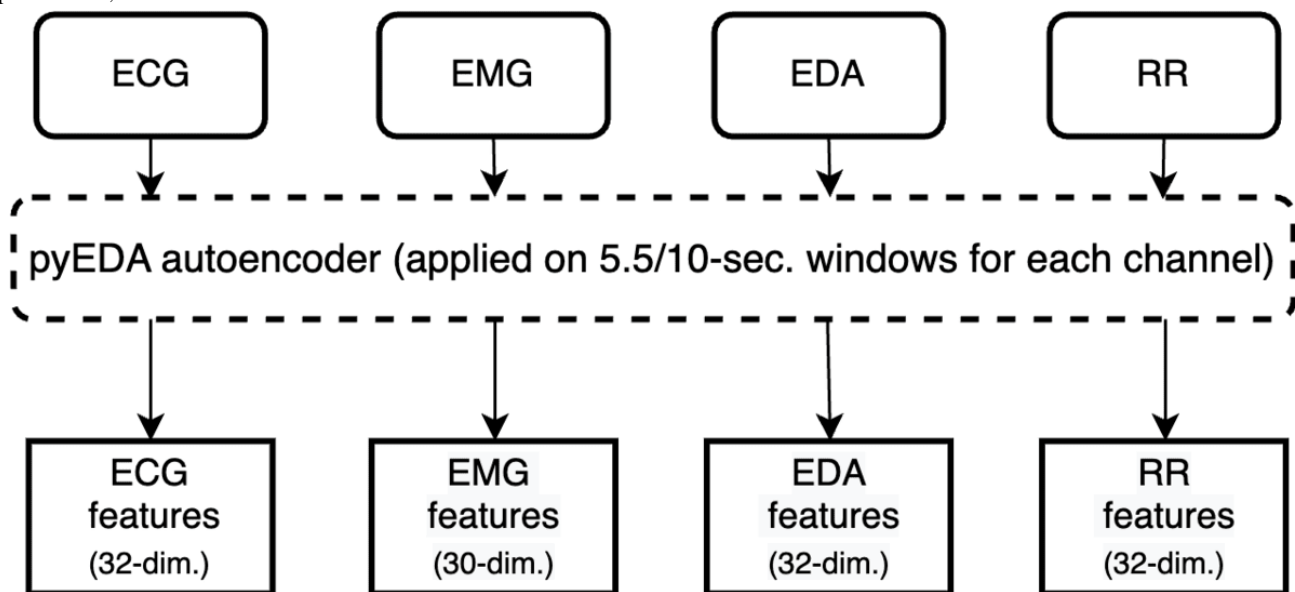 ECG
EMG
EDA
RR
pyEDA autoencoder (applied on 5.5/10-sec. windows for each channel)
ECG
features
(32-dim.)
EMG
features
(30-dim.)
EDA
features
(32-dim.)
RR
features
(32-dim.)